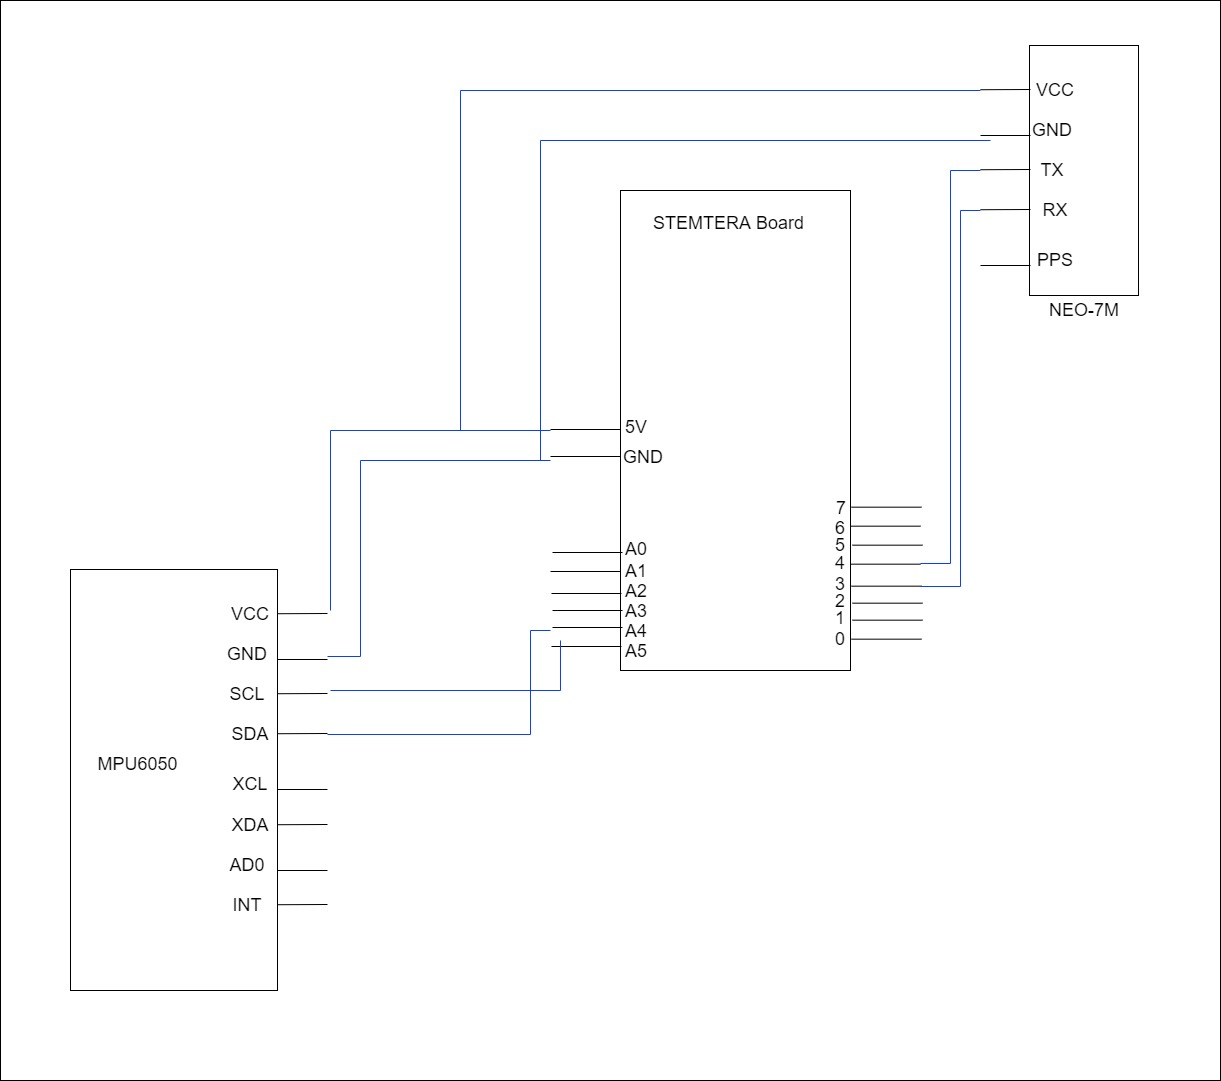 VCC
GND
TX
RX
PPS
NEO-7M
STEMTERA Board
5V
GND
A0
A1
A2
A3
A4
A5
7
6
5
4
3
2
1
0
MPU6050
VCC
GND
SCL
SDA
XCL
XDA
AD0
INT